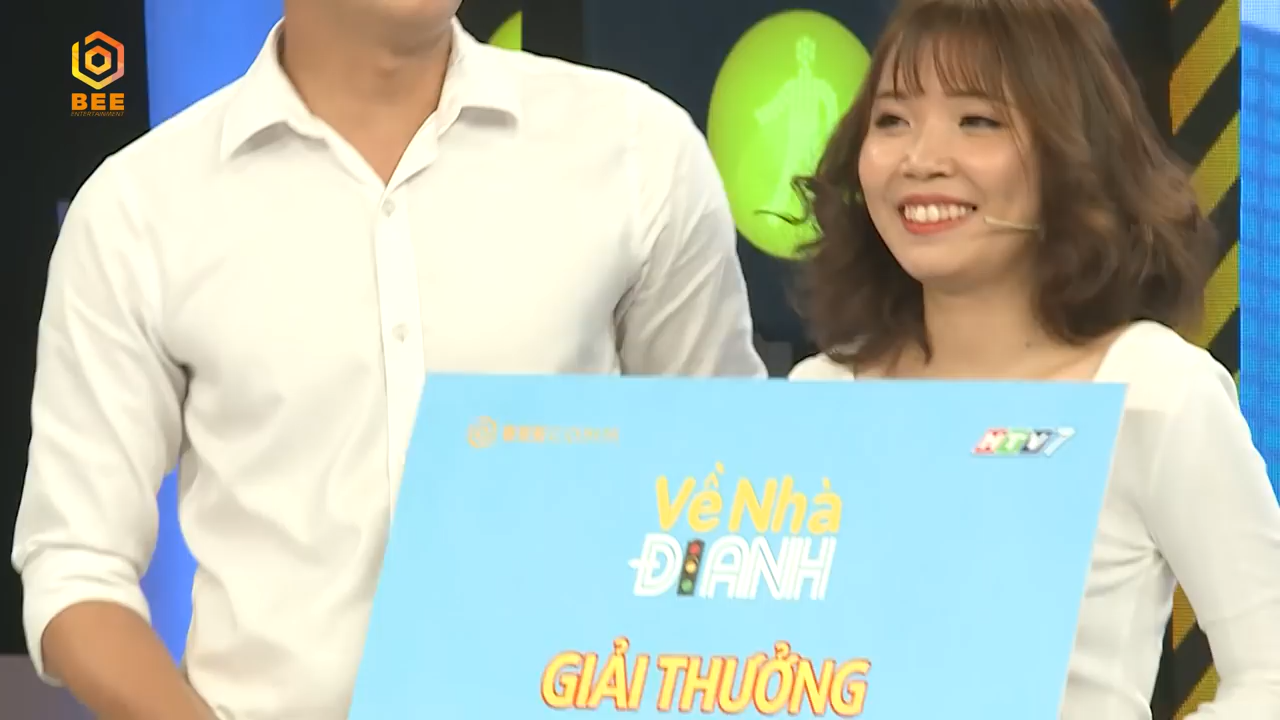 BEE
ENTERTAINMENT
HTV7
Về Nhà
ĐI ANH
GIẢI THƯỞNG